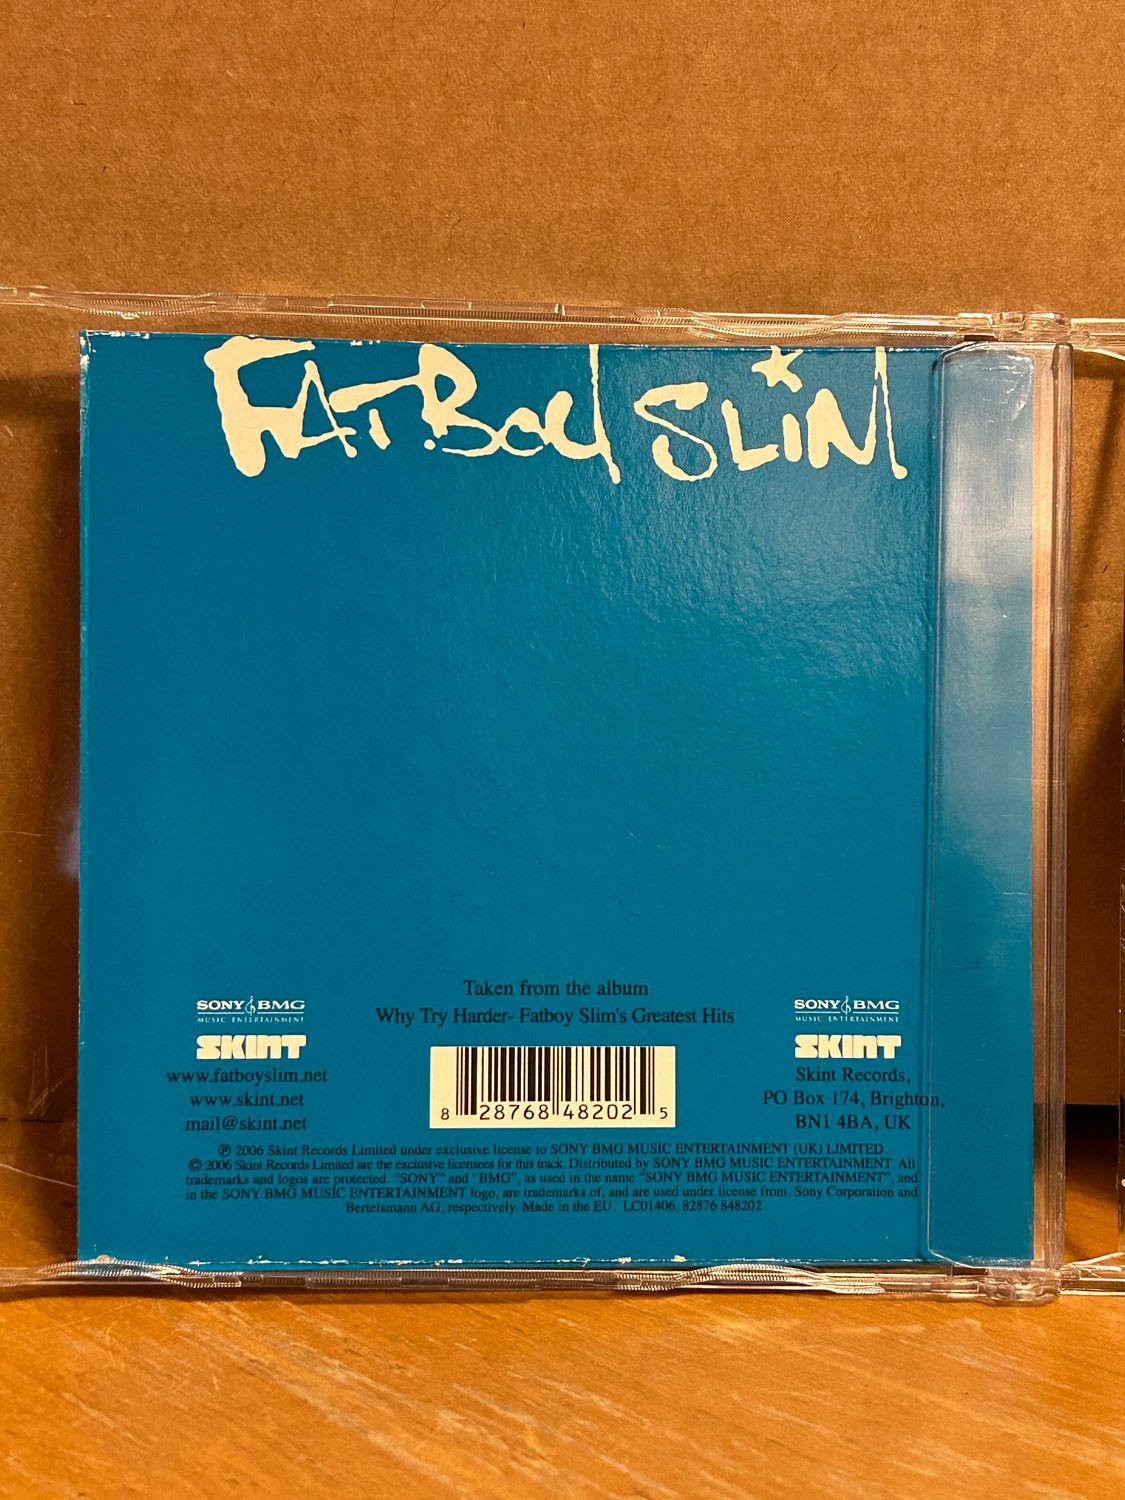 FATBOY SLIM
Taken from the album
Why Try Harder- Fatboy Slim's Greatest Hits
SONY BMG
MUSIC ENTERTAINMENT
SKINT
www.fatboyslim.net
www.skint.net
mail@skint.net
8 28768 48202 5
SONY BMG
MUSIC ENTERTAINMENT
SKINT
Skint Records,
PO Box 174, Brighton,
BN1 4BA, UK
℗ 2006 Skint Records Limited under exclusive license to SONY BMG MUSIC ENTERTAINMENT (UK) LIMITED.
© 2006 Skint Records Limited are the exclusive licensees for this track. Distributed by SONY BMG MUSIC ENTERTAINMENT. All
trademarks and logos are protected. "SONY" and "BMG", as used in the name "SONY BMG MUSIC ENTERTAINMENT", and
in the SONY BMG MUSIC ENTERTAINMENT logo, are trademarks of, and are used under license from, Sony Corporation and
Bertelsmann AG, respectively. Made in the EU. LC01406. 82876 848202